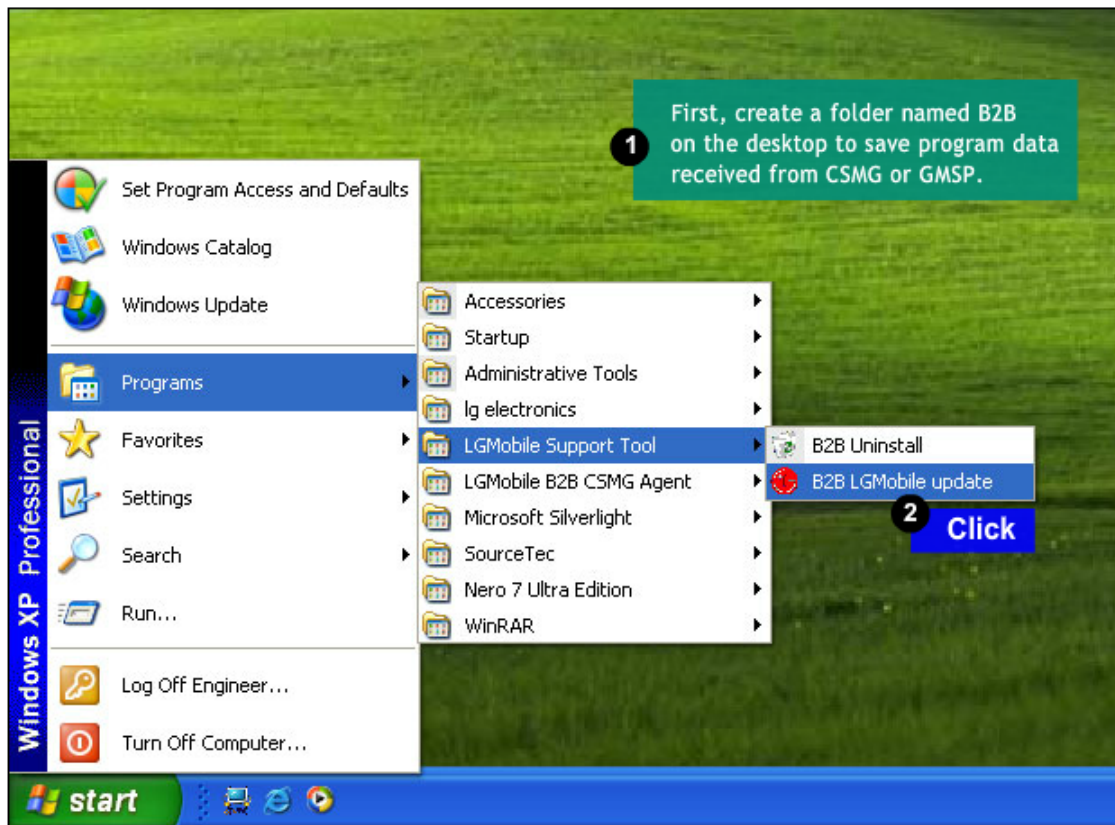 First, create a folder named B2B
on the desktop to save program data
received from CSMG or GMSP.
1
Set Program Access and Defaults
Windows Catalog
Windows Update
Programs
Favorites
Settings
Search
Run...
Log Off Engineer...
Turn Off Computer...
Windows XP Professional
Accessories
Startup
Administrative Tools
lg electronics
LGMobile Support Tool
LGMobile B2B CSMG Agent
Microsoft Silverlight
SourceTec
Nero 7 Ultra Edition
WinRAR
B2B Uninstall
B2B LGMobile update
2
Click
start